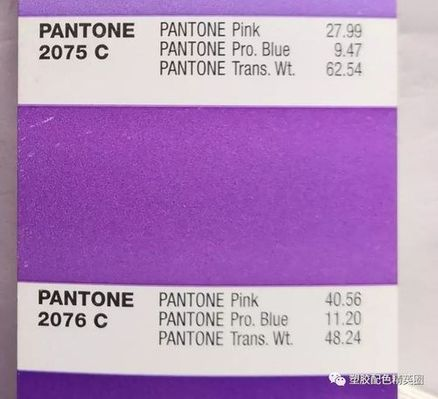 PANTONE PANTONE Pink 27.99
2075 C PANTONE Pro. Blue 9.47
PANTONE Trans. Wt. 62.54
PANTONE PANTONE Pink 40.56
2076 C PANTONE Pro. Blue 11.20
PANTONE Trans. Wt. 48.24
塑胶配色精英团